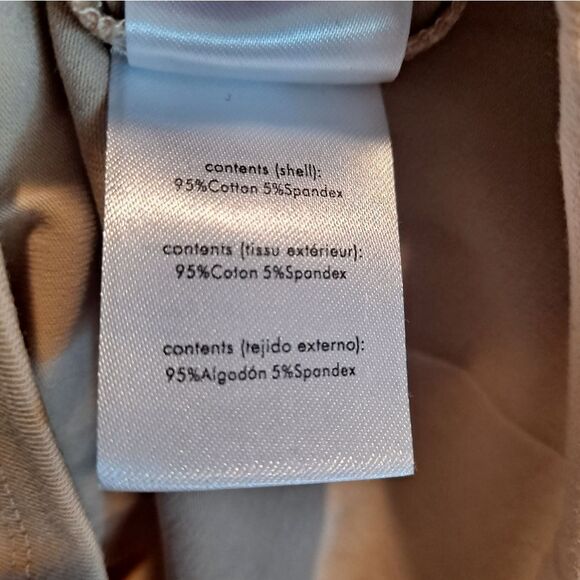 contents (shell):
95%Cotton 5%Spandex
contents (tissu extérieur):
95%Coton 5%Spandex
contents (tejido externo):
95%Algodón 5%Spandex